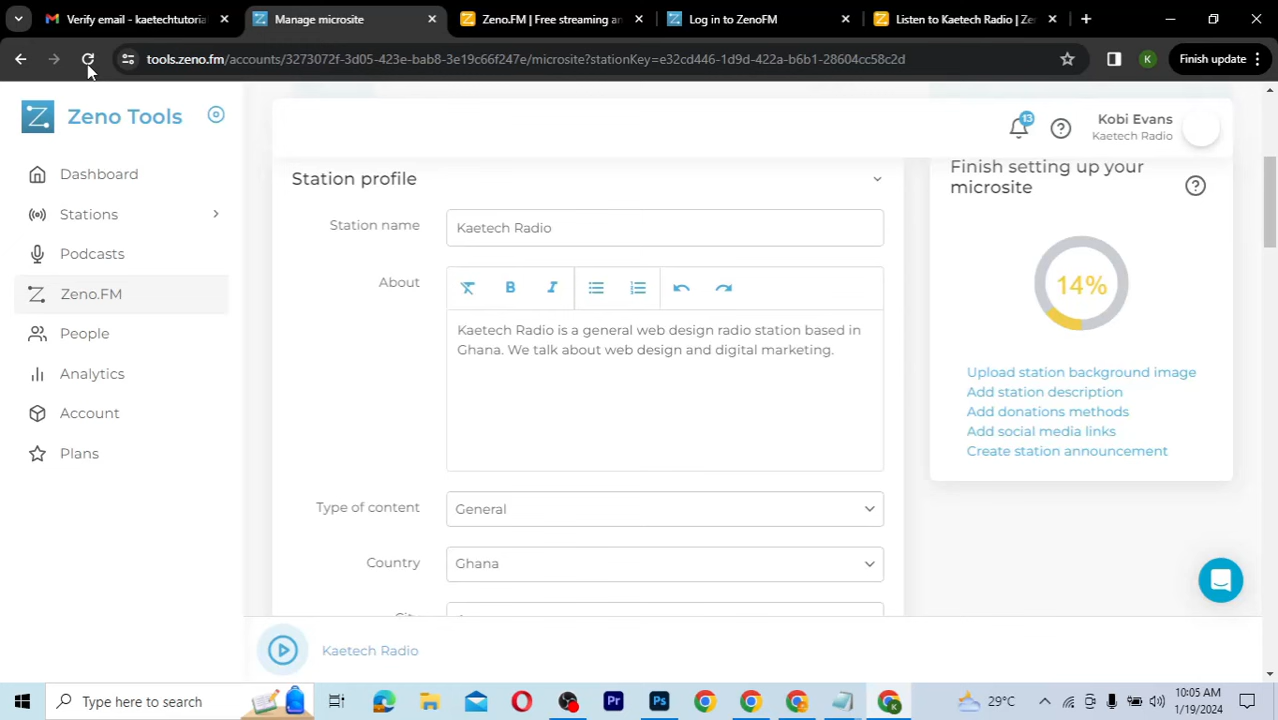 Verify email - kaetechtutoria
Manage microsite
Zeno.FM | Free streaming an
Log in to ZenoFM
Listen to Kaetech Radio | Zen
tools.zeno.fm/accounts/3273072f-3d05-423e-bab8-3e19c66f247e/microsite?stationKey=e32cd446-1d9d-422a-b6b1-28604cc58c2d
K
Finish update
Zeno Tools
13
Kobi Evans
Kaetech Radio
Dashboard
Stations
Podcasts
Zeno.FM
People
Analytics
Account
Plans
Station profile
Station name
Kaetech Radio
About
Kaetech Radio is a general web design radio station based in
Ghana. We talk about web design and digital marketing.
Type of content
General
Country
Ghana
Finish setting up your
microsite
14%
Upload station background image
Add station description
Add donations methods
Add social media links
Create station announcement
Kaetech Radio
Type here to search
29°C
10:05 AM
1/19/2024